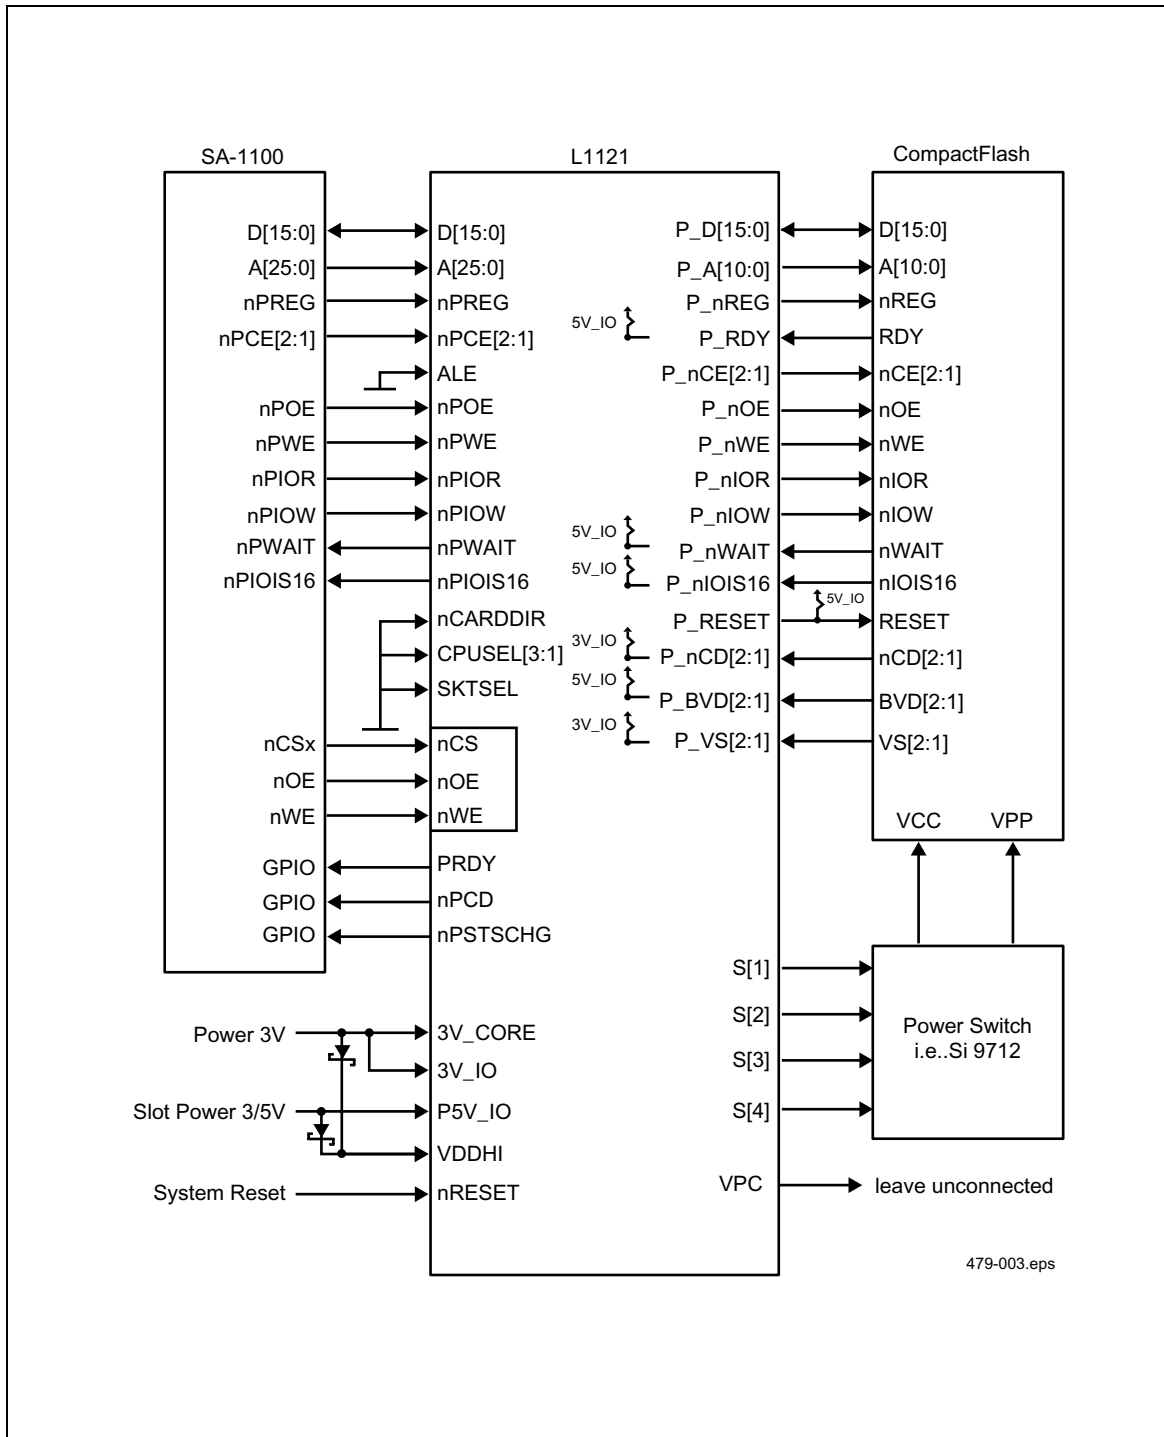 SA-1100 L1121 CompactFlash
D[15:0] D[15:0] P_D[15:0] D[15:0]
A[25:0] A[25:0] P_A[10:0] A[10:0]
nPREG nPREG P_nREG nREG
nPCE[2:1] nPCE[2:1] 5V_IO P_RDY RDY
ALE P_nCE[2:1] nCE[2:1]
nPOE nPOE P_nOE nOE
nPWE nPWE P_nWE nWE
nPIOR nPIOR P_nIOR nIOR
nPIOW nPIOW P_nIOW nIOW
nPWAIT nPWAIT 5V_IO P_nWAIT nWAIT
nPIOIS16 nPIOIS16 5V_IO P_nIOIS16 nIOIS16
nCARDDIR P_RESET 5V_IO RESET
CPUSEL[3:1] 3V_IO P_nCD[2:1] nCD[2:1]
SKTSEL 5V_IO P_BVD[2:1] BVD[2:1]
nCSx nCS 3V_IO P_VS[2:1] VS[2:1]
nOE nOE
nWE nWE VCC VPP
GPIO PRDY
GPIO nPCD
GPIO nPSTSCHG
S[1]
S[2]
Power 3V 3V_CORE Power Switch
i.e..Si 9712
3V_IO S[3]
Slot Power 3/5V P5V_IO S[4]
VDDHI
System Reset nRESET VPC leave unconnected
479-003.eps